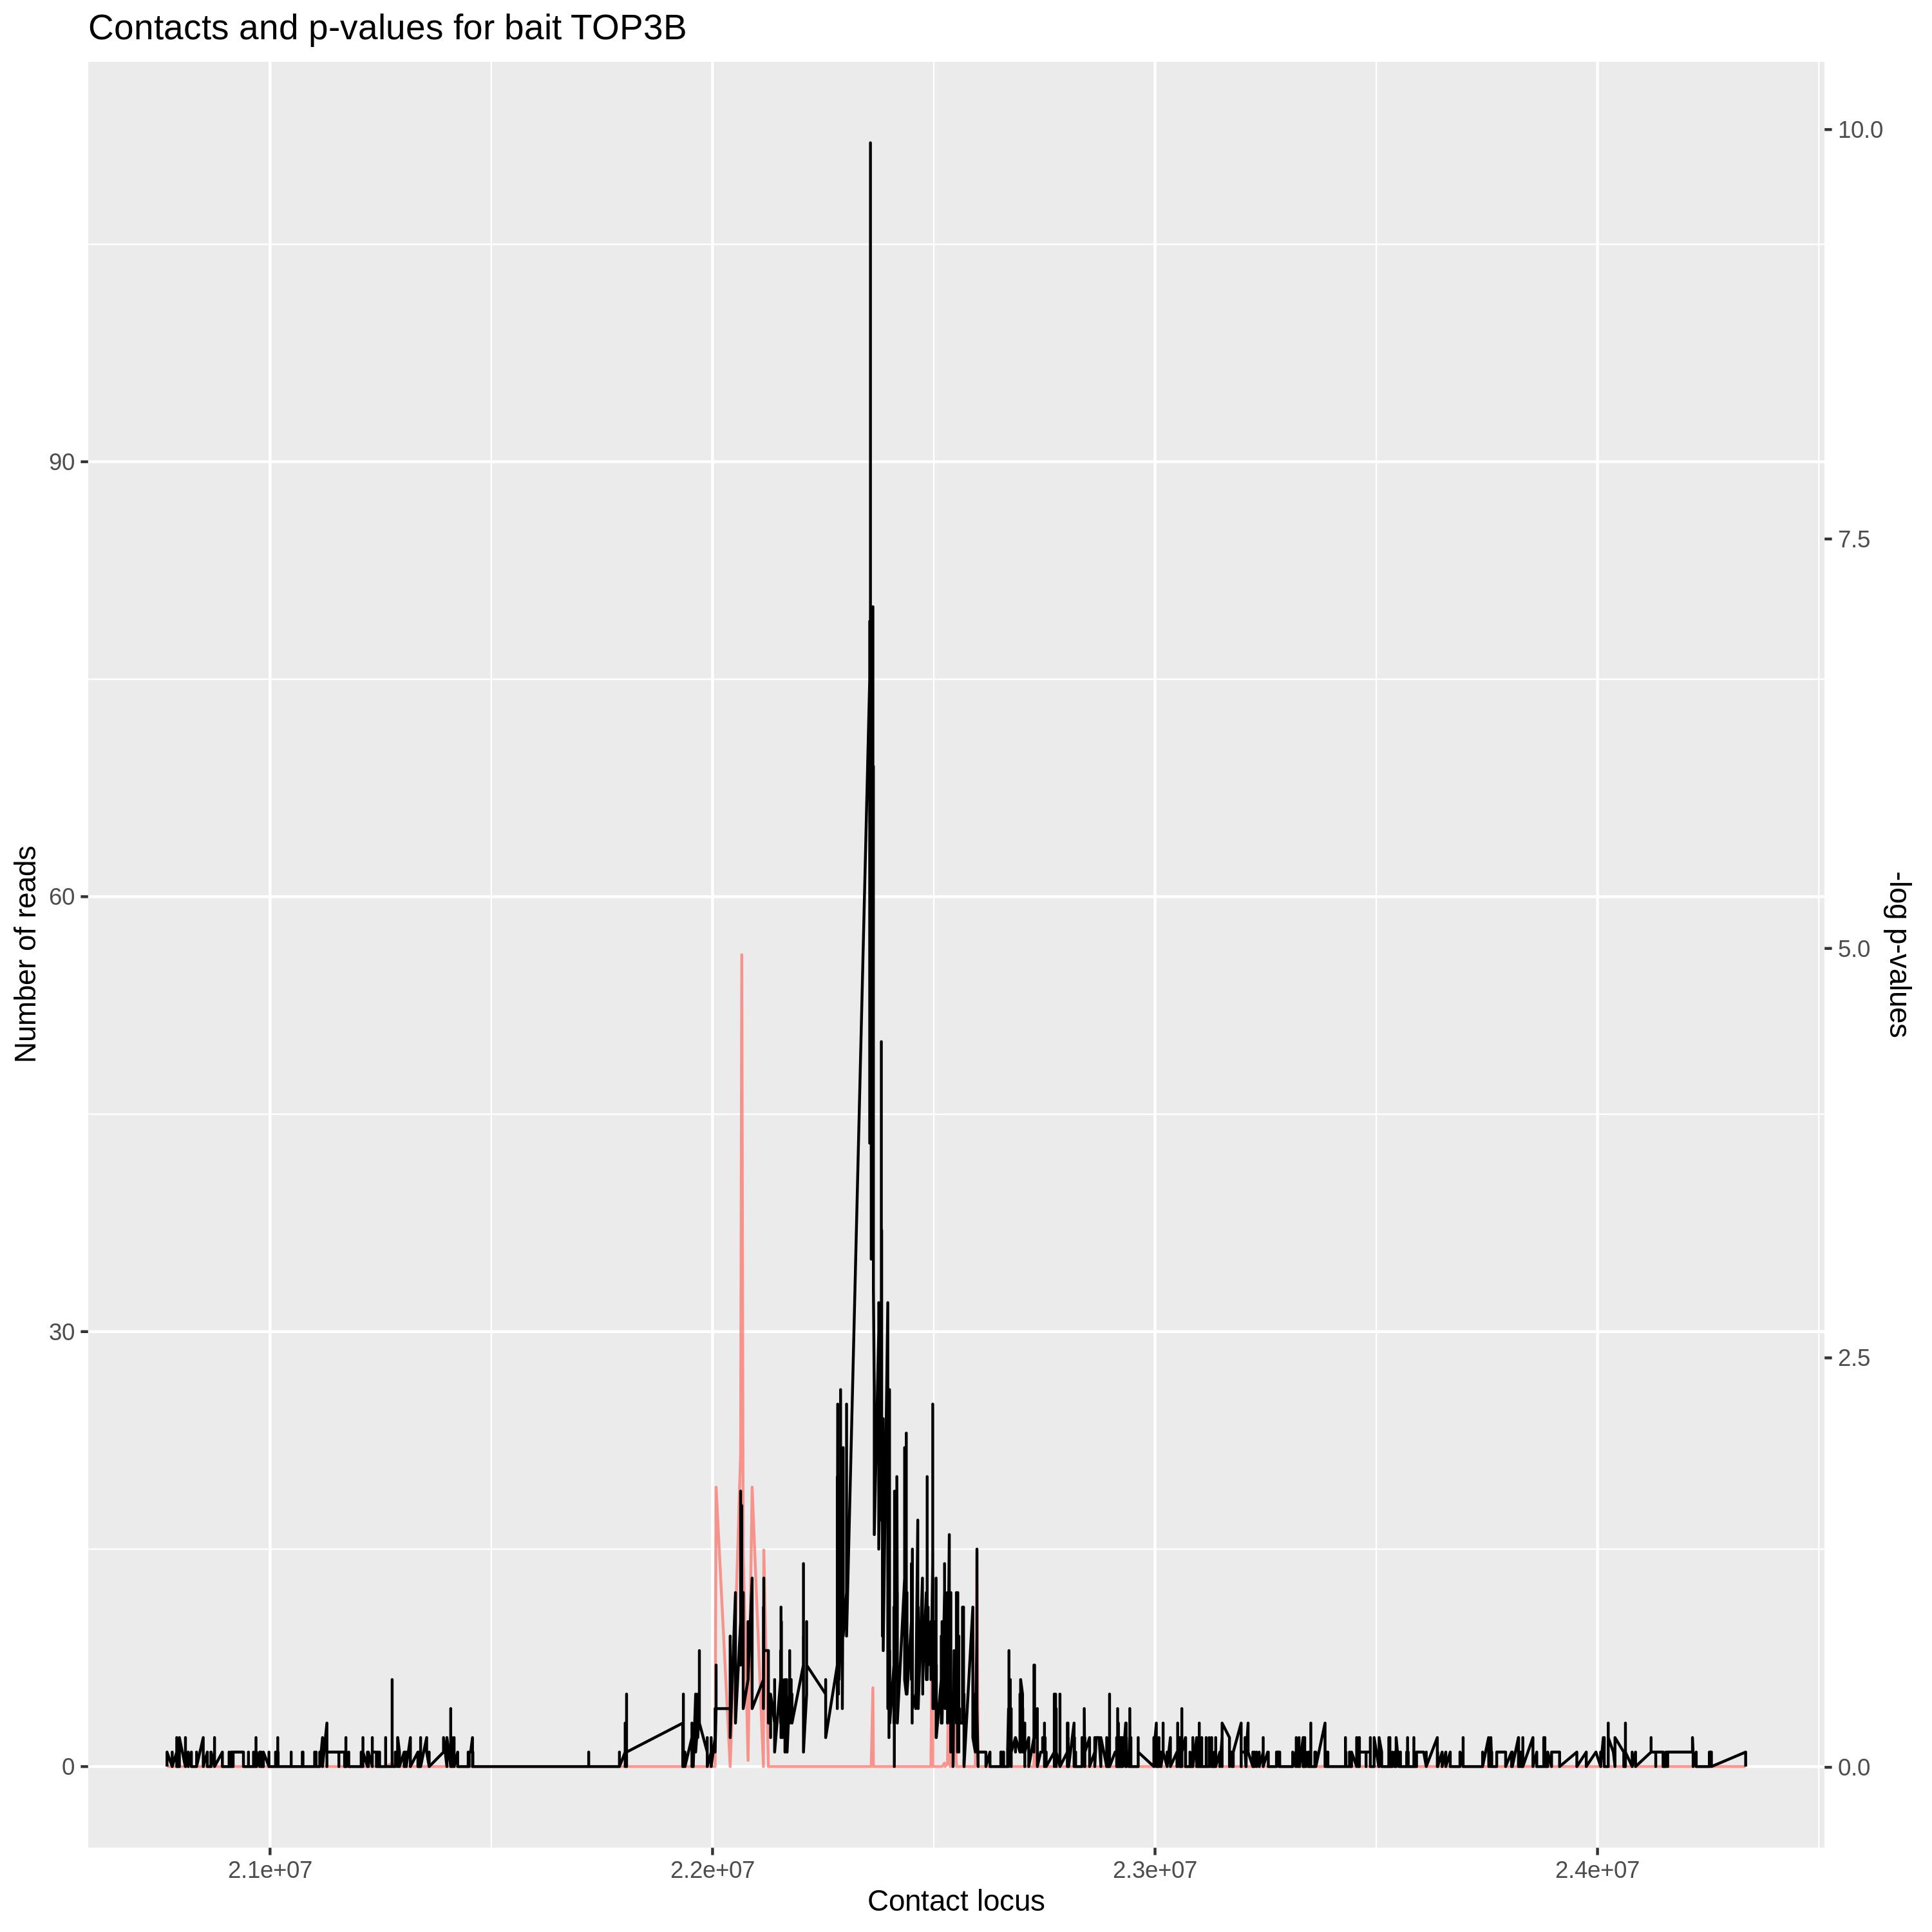 Contacts and p-values for bait TOP3B
Number of reads
90
60
30
0
10.0
7.5
5.0
2.5
0.0
-log p-values
2.1e+07
2.2e+07
2.3e+07
2.4e+07
Contact locus